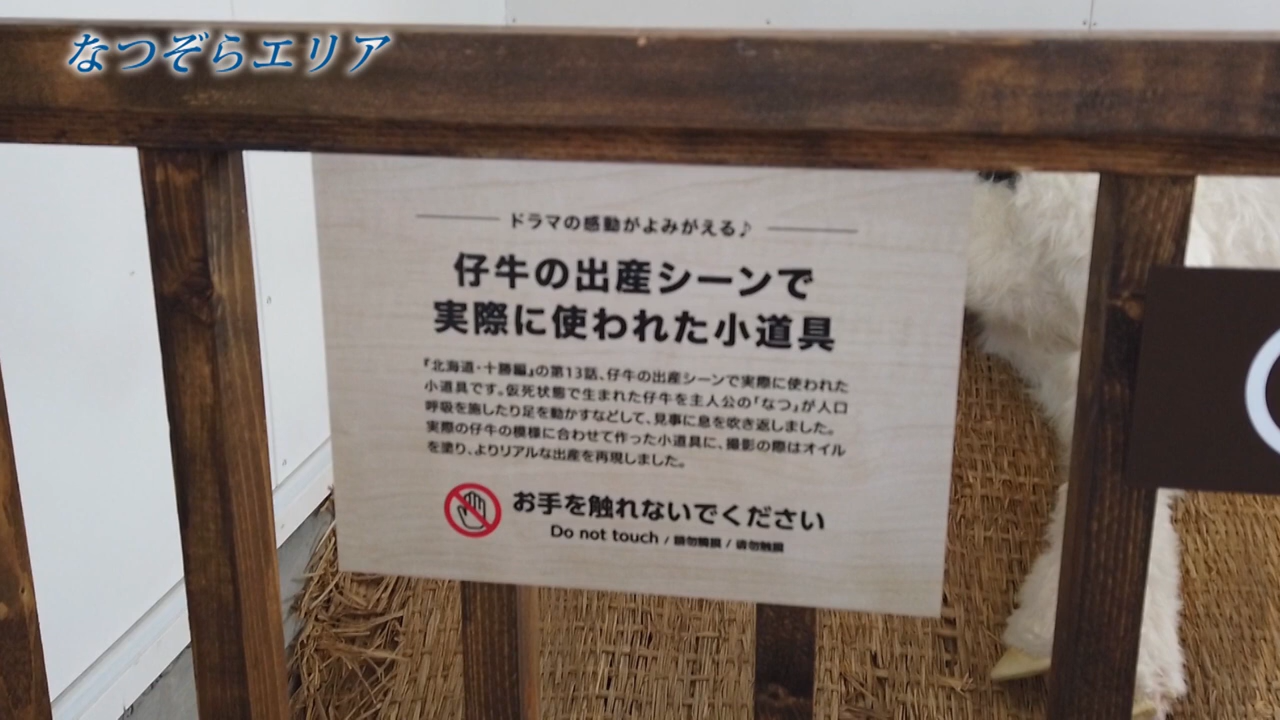 なつぞらエリア
ドラマの感動がよみがえる♪
仔牛の出産シーンで
実際に使われた小道具
『北海道・十勝編』の第13話、仔牛の出産シーンで実際に使われた
小道具です。仮死状態で生まれた仔牛を主人公の「なつ」が人口
呼吸を施したり足を動かすなどして、見事に息を吹き返しました。
実際の仔牛の模様に合わせて作った小道具に、撮影の際はオイル
を塗り、よりリアルな出産を再現しました。
お手を触れないでください
Do not touch / 請勿觸摸 / 请勿触摸